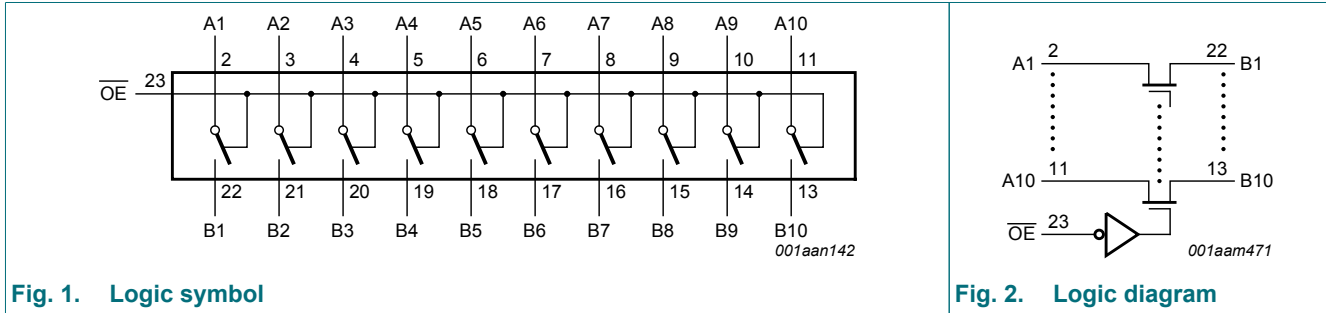 A1 A2 A3 A4 A5 A6 A7 A8 A9 A10
2 3 4 5 6 7 8 9 10 11
OE 23
22 21 20 19 18 17 16 15 14 13
B1 B2 B3 B4 B5 B6 B7 B8 B9 B10
001aan142
Fig. 1. Logic symbol
A1 2 22 B1
A10 11 13 B10
OE 23
001aam471
Fig. 2. Logic diagram